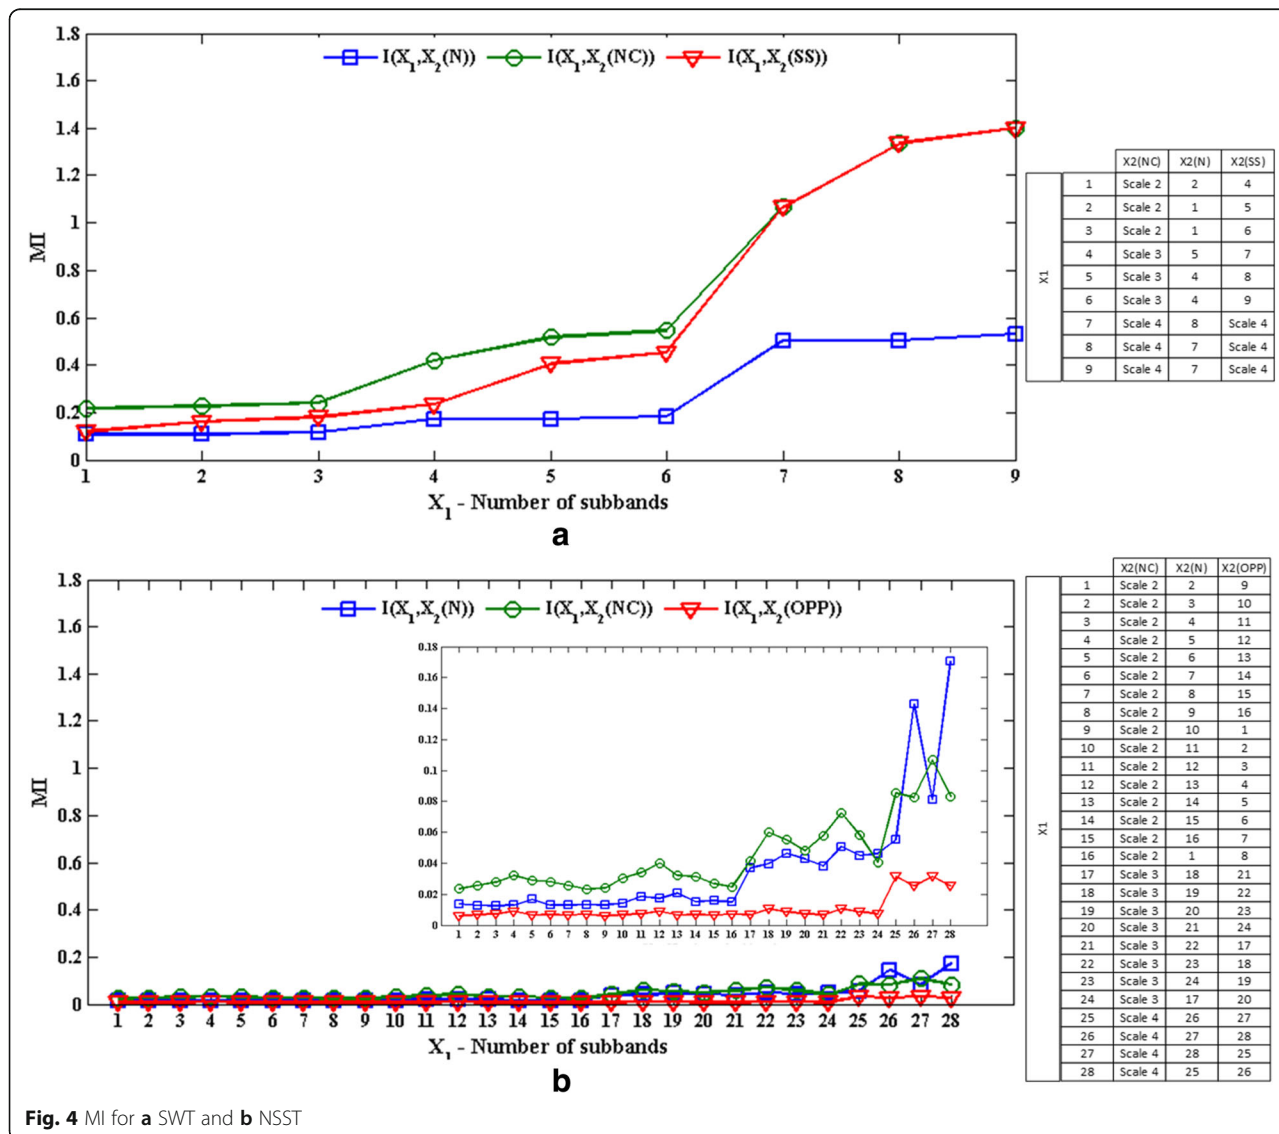 1.8
1.6
1.4
1.2
1
0.8
0.6
0.4
0.2
0
MI
I(X1,X2(N)) I(X1,X2(NC)) I(X1,X2(SS))
1 2 3 4 5 6 7 8 9
X1 - Number of subbands
a
X2(NC) X2(N) X2(SS)
X1
1 Scale 2 2 4
2 Scale 2 1 5
3 Scale 2 1 6
4 Scale 3 5 7
5 Scale 3 4 8
6 Scale 3 4 9
7 Scale 4 8 Scale 4
8 Scale 4 7 Scale 4
9 Scale 4 7 Scale 4
1.8
1.6
1.4
1.2
1
0.8
0.6
0.4
0.2
0
MI
I(X1,X2(N)) I(X1,X2(NC)) I(X1,X2(OPP))
0.18
0.16
0.14
0.12
0.1
0.08
0.06
0.04
0.02
0
1 2 3 4 5 6 7 8 9 10 11 12 13 14 15 16 17 18 19 20 21 22 23 24 25 26 27 28
1 2 3 4 5 6 7 8 9 10 11 12 13 14 15 16 17 18 19 20 21 22 23 24 25 26 27 28
X1 - Number of subbands
b
X2(NC) X2(N) X2(OPP)
X1
1 Scale 2 2 9
2 Scale 2 3 10
3 Scale 2 4 11
4 Scale 2 5 12
5 Scale 2 6 13
6 Scale 2 7 14
7 Scale 2 8 15
8 Scale 2 9 16
9 Scale 2 10 1
10 Scale 2 11 2
11 Scale 2 12 3
12 Scale 2 13 4
13 Scale 2 14 5
14 Scale 2 15 6
15 Scale 2 16 7
16 Scale 2 1 8
17 Scale 3 18 21
18 Scale 3 19 22
19 Scale 3 20 23
20 Scale 3 21 24
21 Scale 3 22 17
22 Scale 3 23 18
23 Scale 3 24 19
24 Scale 3 17 20
25 Scale 4 26 27
26 Scale 4 27 28
27 Scale 4 28 25
28 Scale 4 25 26
Fig. 4 MI for a SWT and b NSST